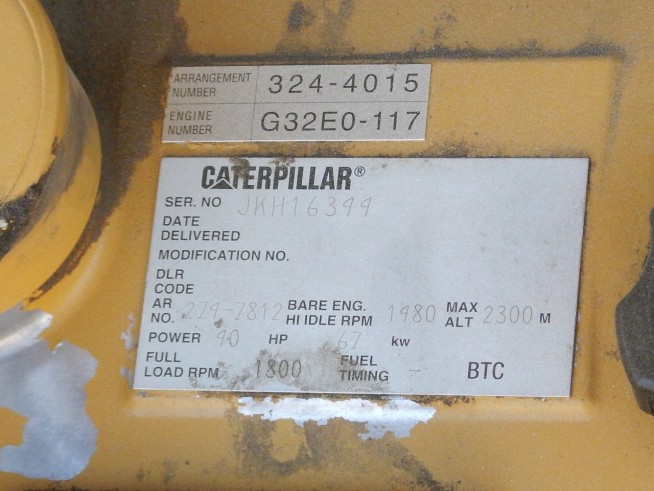 ARRANGEMENT NUMBER 324-4015
ENGINE NUMBER G32E0-117
CATERPILLAR®
SER. NO JKH16344
DATE
DELIVERED
MODIFICATION NO.
DLR
CODE
AR NO. 279-7812 BARE ENG. HI IDLE RPM 1980 MAX ALT 2300 M
POWER 90 HP 67 kw
FULL LOAD RPM 1800 FUEL TIMING - BTC